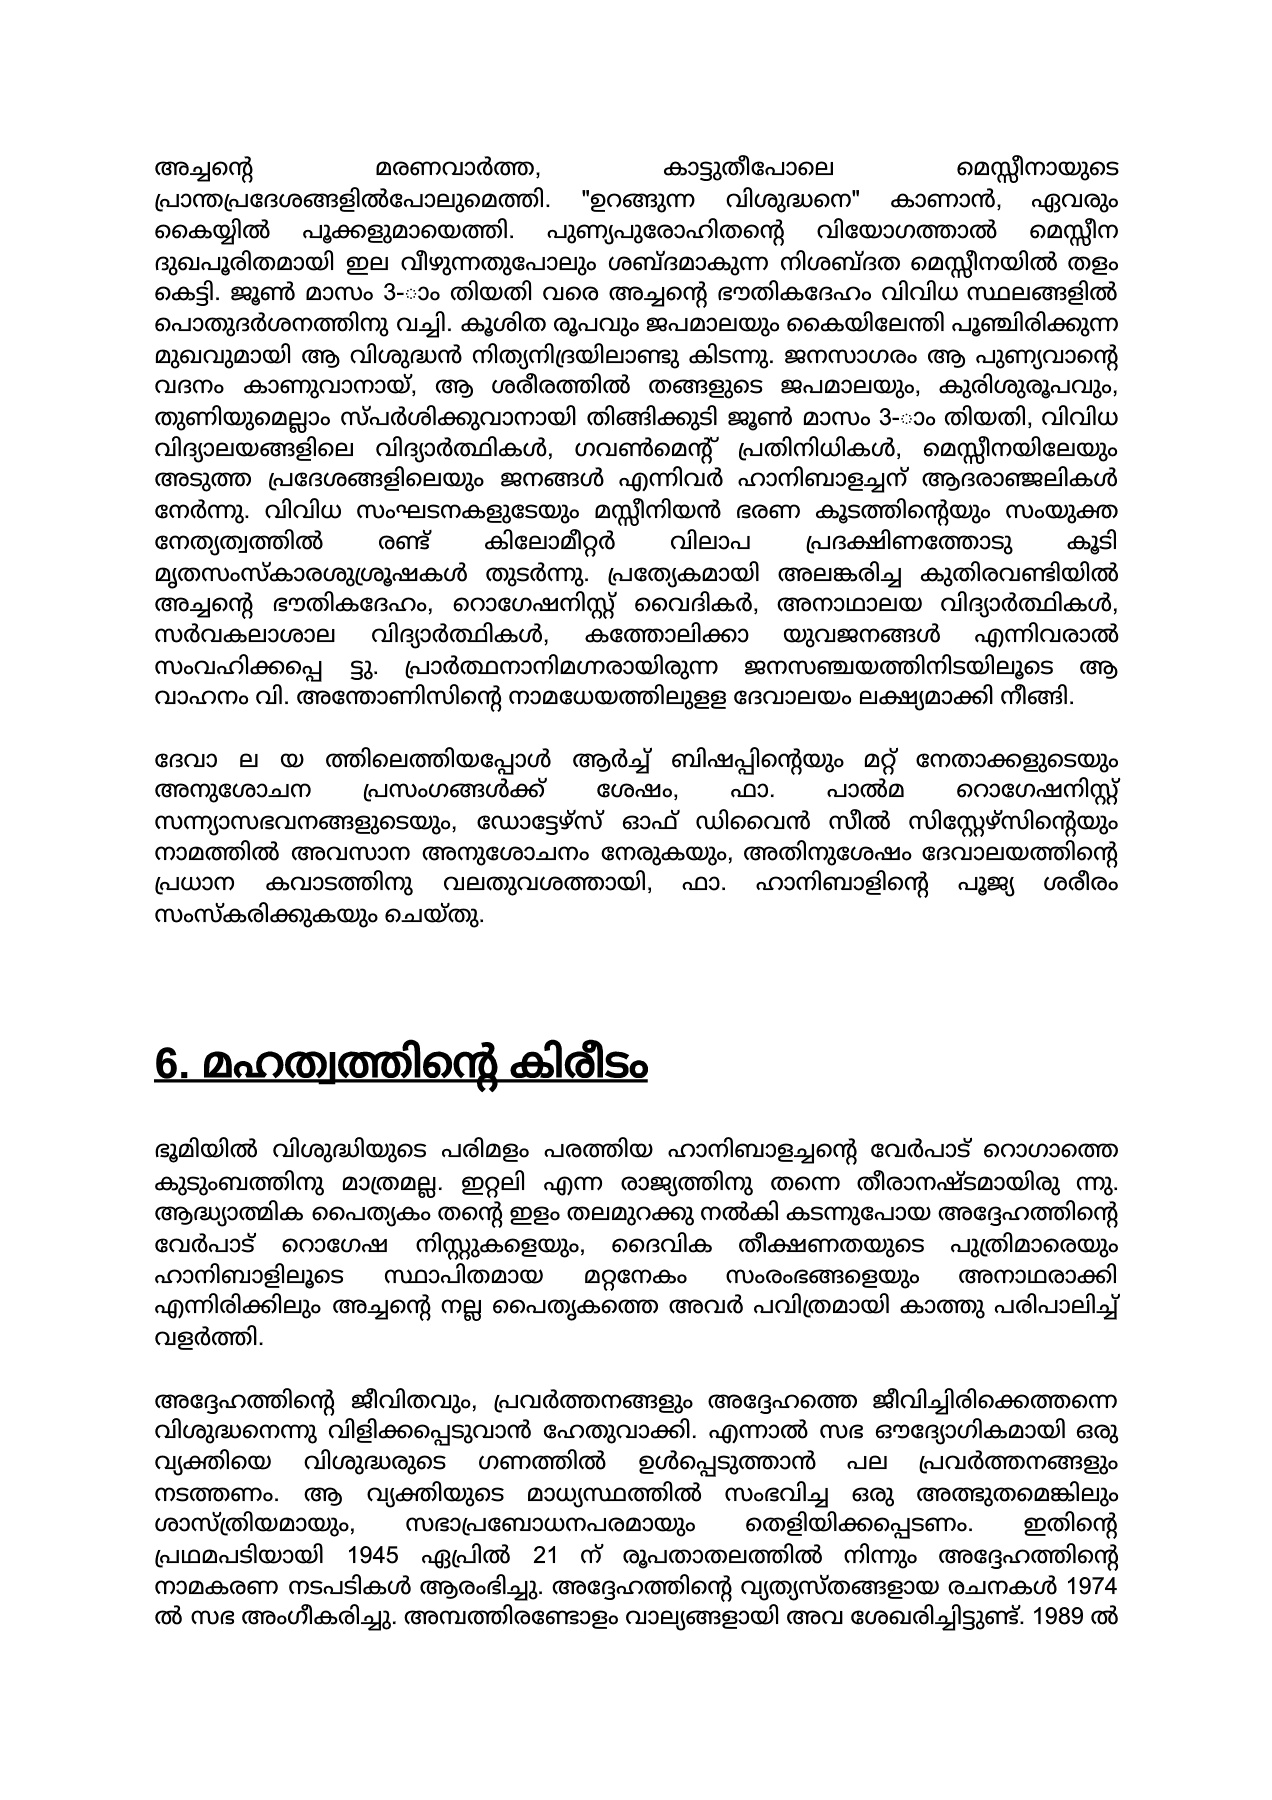 അച്ചന്റെ മരണവാർത്ത, കാട്ടുതീപോലെ മെസ്സീനായുടെ
പ്രാന്തപ്രദേശങ്ങളിൽപോലുമെത്തി. "ഉറങ്ങുന്ന വിശുദ്ധനെ" കാണാൻ, ഏവരും
കൈയ്യിൽ പൂക്കളുമായെത്തി. പുണ്യപുരോഹിതന്റെ വിയോഗത്താൽ മെസ്സീന
ദുഖപൂരിതമായി ഇല വീഴുന്നതുപോലും ശബ്ദമാകുന്ന നിശബ്ദത മെസ്സീനയിൽ തളം
കെട്ടി. ജൂൺ മാസം 3-ാം തിയതി വരെ അച്ചന്റെ ഭൗതികദേഹം വിവിധ സ്ഥലങ്ങളിൽ
പൊതുദർശനത്തിനു വച്ചി. കൂശിത രൂപവും ജപമാലയും കൈയിലേന്തി പൂഞ്ചിരിക്കുന്ന
മുഖവുമായി ആ വിശുദ്ധൻ നിത്യനിദ്രയിലാണ്ടു കിടന്നു. ജനസാഗരം ആ പുണ്യവാന്റെ
വദനം കാണുവാനായ്, ആ ശരീരത്തിൽ തങ്ങളുടെ ജപമാലയും, കുരിശുരൂപവും,
തുണിയുമെല്ലാം സ്പർശിക്കുവാനായി തിങ്ങിക്കുടി ജൂൺ മാസം 3-ാം തിയതി, വിവിധ
വിദ്യാലയങ്ങളിലെ വിദ്യാർത്ഥികൾ, ഗവൺമെന്റ് പ്രതിനിധികൾ, മെസ്സീനയിലേയും
അടുത്ത പ്രദേശങ്ങളിലെയും ജനങ്ങൾ എന്നിവർ ഹാനിബാളച്ചന് ആദരാഞ്ജലികൾ
നേർന്നു. വിവിധ സംഘടനകളുടേയും മസ്സീനിയൻ ഭരണ കൂടത്തിന്റെയും സംയുക്ത
നേത്യത്വത്തിൽ രണ്ട് കിലോമീറ്റർ വിലാപ പ്രദക്ഷിണത്തോടു കൂടി
മൃതസംസ്കാരശുശ്രൂഷകൾ തുടർന്നു. പ്രത്യേകമായി അലങ്കരിച്ച കുതിരവണ്ടിയിൽ
അച്ചന്റെ ഭൗതികദേഹം, റൊഗേഷനിസ്റ്റ് വൈദികർ, അനാഥാലയ വിദ്യാർത്ഥികൾ,
സർവകലാശാല വിദ്യാർത്ഥികൾ, കത്തോലിക്കാ യുവജനങ്ങൾ എന്നിവരാൽ
സംവഹിക്കപ്പെ ട്ടു. പ്രാർത്ഥനാനിമഗ്നരായിരുന്ന ജനസഞ്ചയത്തിനിടയിലൂടെ ആ
വാഹനം വി. അന്തോണിസിന്റെ നാമധേയത്തിലുളള ദേവാലയം ലക്ഷ്യമാക്കി നീങ്ങി.
ദേവാ ല യ ത്തിലെത്തിയപ്പോൾ ആർച്ച് ബിഷപ്പിന്റെയും മറ്റ് നേതാക്കളുടെയും
അനുശോചന പ്രസംഗങ്ങൾക്ക് ശേഷം, ഫാ. പാൽമ റൊഗേഷനിസ്റ്റ്
സന്ന്യാസഭവനങ്ങളുടെയും, ഡോട്ടേഴ്സ് ഓഫ് ഡിവൈൻ സീൽ സിസ്റ്റേഴ്സിന്റെയും
നാമത്തിൽ അവസാന അനുശോചനം നേരുകയും, അതിനുശേഷം ദേവാലയത്തിന്റെ
പ്രധാന കവാടത്തിനു വലതുവശത്തായി, ഫാ. ഹാനിബാളിന്റെ പൂജ്യ ശരീരം
സംസ്കരിക്കുകയും ചെയ്തു.
6. മഹത്വത്തിന്റെ കിരീടം
ഭൂമിയിൽ വിശുദ്ധിയുടെ പരിമളം പരത്തിയ ഹാനിബാളച്ചന്റെ വേർപാട് റൊഗാത്തെ
കുടുംബത്തിനു മാത്രമല്ല. ഇറ്റലി എന്ന രാജ്യത്തിനു തന്നെ തീരാനഷ്ടമായിരു ന്നു.
ആദ്ധ്യാത്മിക പൈത്യകം തന്റെ ഇളം തലമുറക്കു നൽകി കടന്നുപോയ അദ്ദേഹത്തിന്റെ
വേർപാട് റൊഗേഷ നിസ്റ്റുകളെയും, ദൈവിക തീക്ഷണതയുടെ പുത്രിമാരെയും
ഹാനിബാളിലൂടെ സ്ഥാപിതമായ മറ്റനേകം സംരംഭങ്ങളെയും അനാഥരാക്കി
എന്നിരിക്കിലും അച്ചന്റെ നല്ല പൈതൃകത്തെ അവർ പവിത്രമായി കാത്തു പരിപാലിച്ച്
വളർത്തി.
അദ്ദേഹത്തിന്റെ ജീവിതവും, പ്രവർത്തനങ്ങളും അദ്ദേഹത്തെ ജീവിച്ചിരിക്കെത്തന്നെ
വിശുദ്ധനെന്നു വിളിക്കപ്പെടുവാൻ ഹേതുവാക്കി. എന്നാൽ സഭ ഔദ്യോഗികമായി ഒരു
വ്യക്തിയെ വിശുദ്ധരുടെ ഗണത്തിൽ ഉൾപ്പെടുത്താൻ പല പ്രവർത്തനങ്ങളും
നടത്തണം. ആ വ്യക്തിയുടെ മാധ്യസ്ഥത്തിൽ സംഭവിച്ച ഒരു അത്ഭുതമെങ്കിലും
ശാസ്ത്രിയമായും, സഭാപ്രബോധനപരമായും തെളിയിക്കപ്പെടണം. ഇതിന്റെ
പ്രഥമപടിയായി 1945 ഏപ്രിൽ 21 ന് രൂപതാതലത്തിൽ നിന്നും അദ്ദേഹത്തിന്റെ
നാമകരണ നടപടികൾ ആരംഭിച്ചു. അദ്ദേഹത്തിന്റെ വ്യത്യസ്തങ്ങളായ രചനകൾ 1974
ൽ സഭ അംഗീകരിച്ചു. അമ്പത്തിരണ്ടോളം വാല്യങ്ങളായി അവ ശേഖരിച്ചിട്ടുണ്ട്. 1989 ൽ